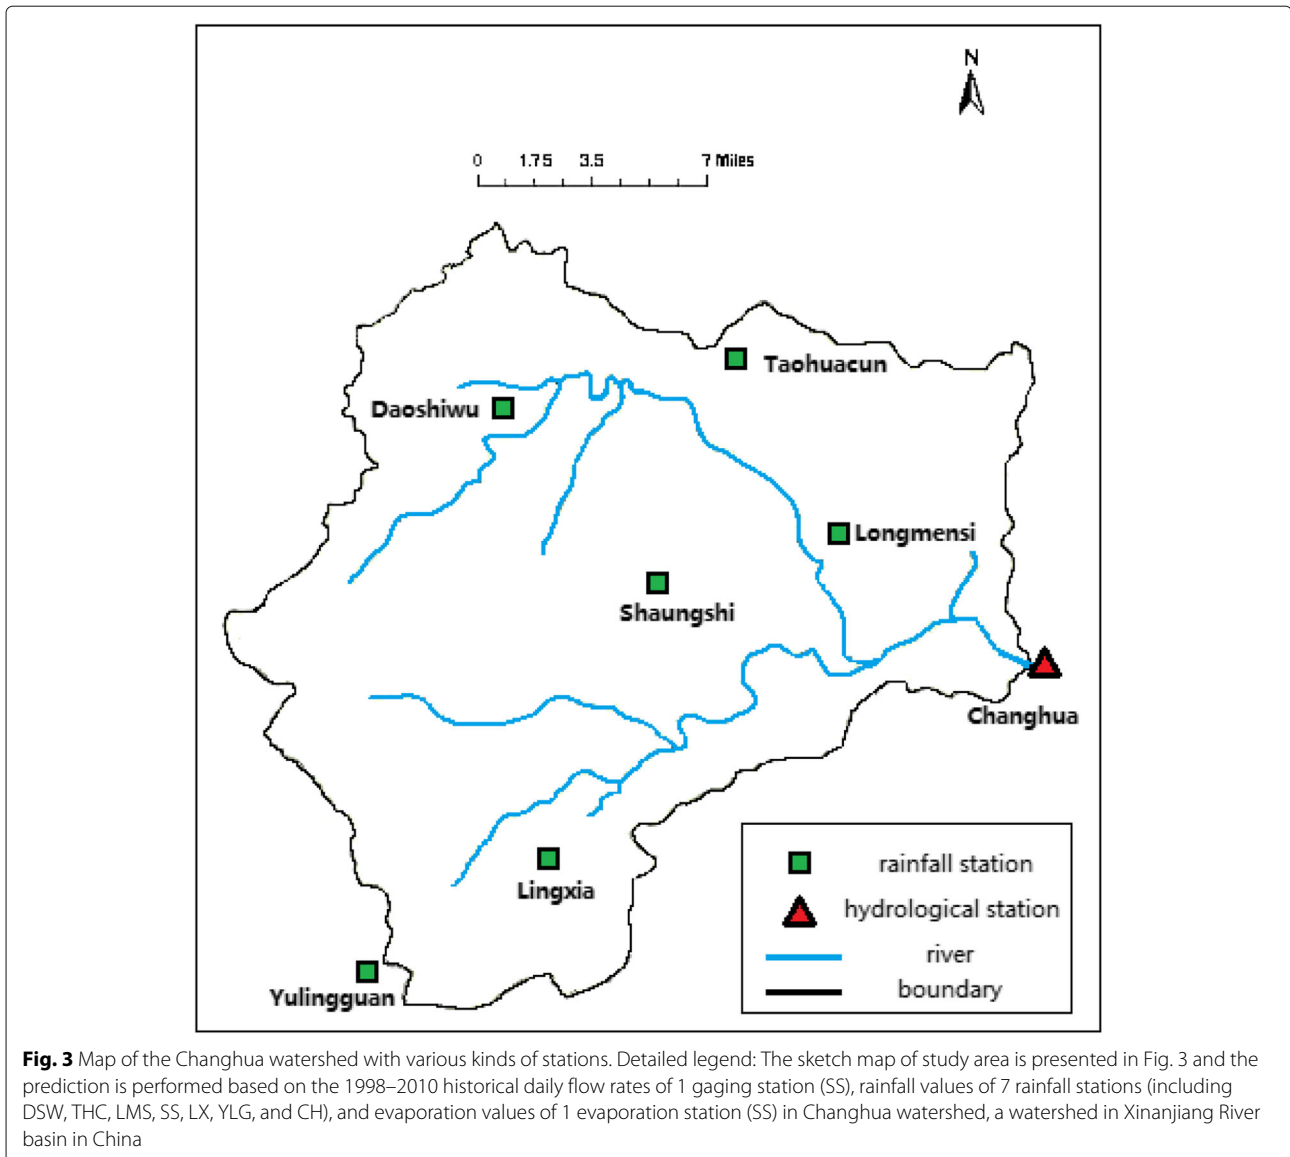 N
0 1.75 3.5 7 Miles
Taohuacun
Daoshiwu
Longmensi
Shaungshi
Changhua
Lingxia
Yulingguan
rainfall station
hydrological station
river
boundary
Fig. 3 Map of the Changhua watershed with various kinds of stations. Detailed legend: The sketch map of study area is presented in Fig. 3 and the
prediction is performed based on the 1998–2010 historical daily flow rates of 1 gaging station (SS), rainfall values of 7 rainfall stations (including
DSW, THC, LMS, SS, LX, YLG, and CH), and evaporation values of 1 evaporation station (SS) in Changhua watershed, a watershed in Xinanjiang River
basin in China